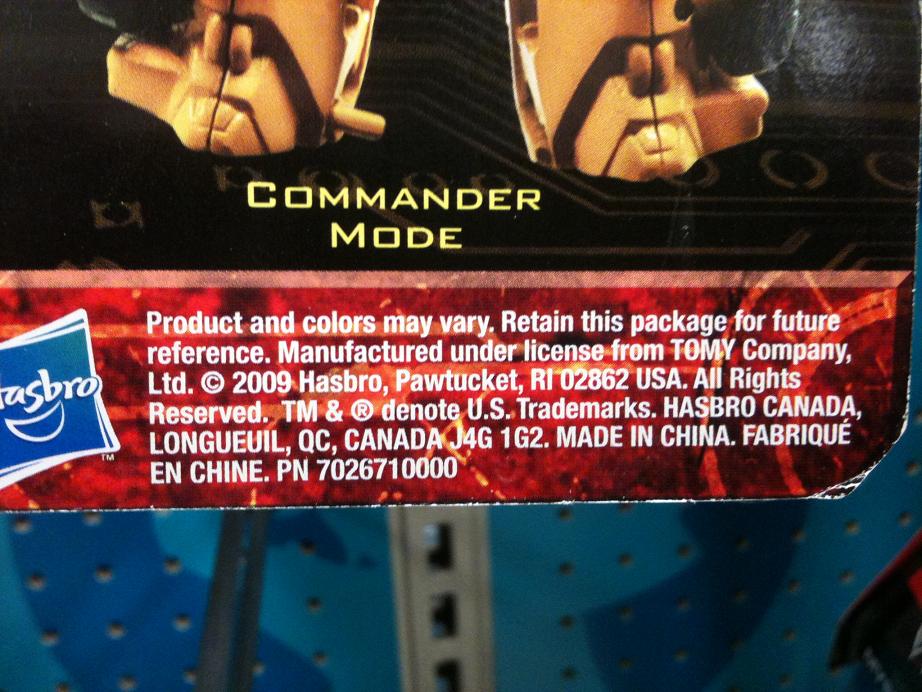 COMMANDER
MODE
Hasbro
TM
Product and colors may vary. Retain this package for future
reference. Manufactured under license from TOMY Company,
Ltd. © 2009 Hasbro, Pawtucket, RI 02862 USA. All Rights
Reserved. TM & ® denote U.S. Trademarks. HASBRO CANADA,
LONGUEUIL, QC, CANADA J4G 1G2. MADE IN CHINA. FABRIQUÉ
EN CHINE. PN 7026710000